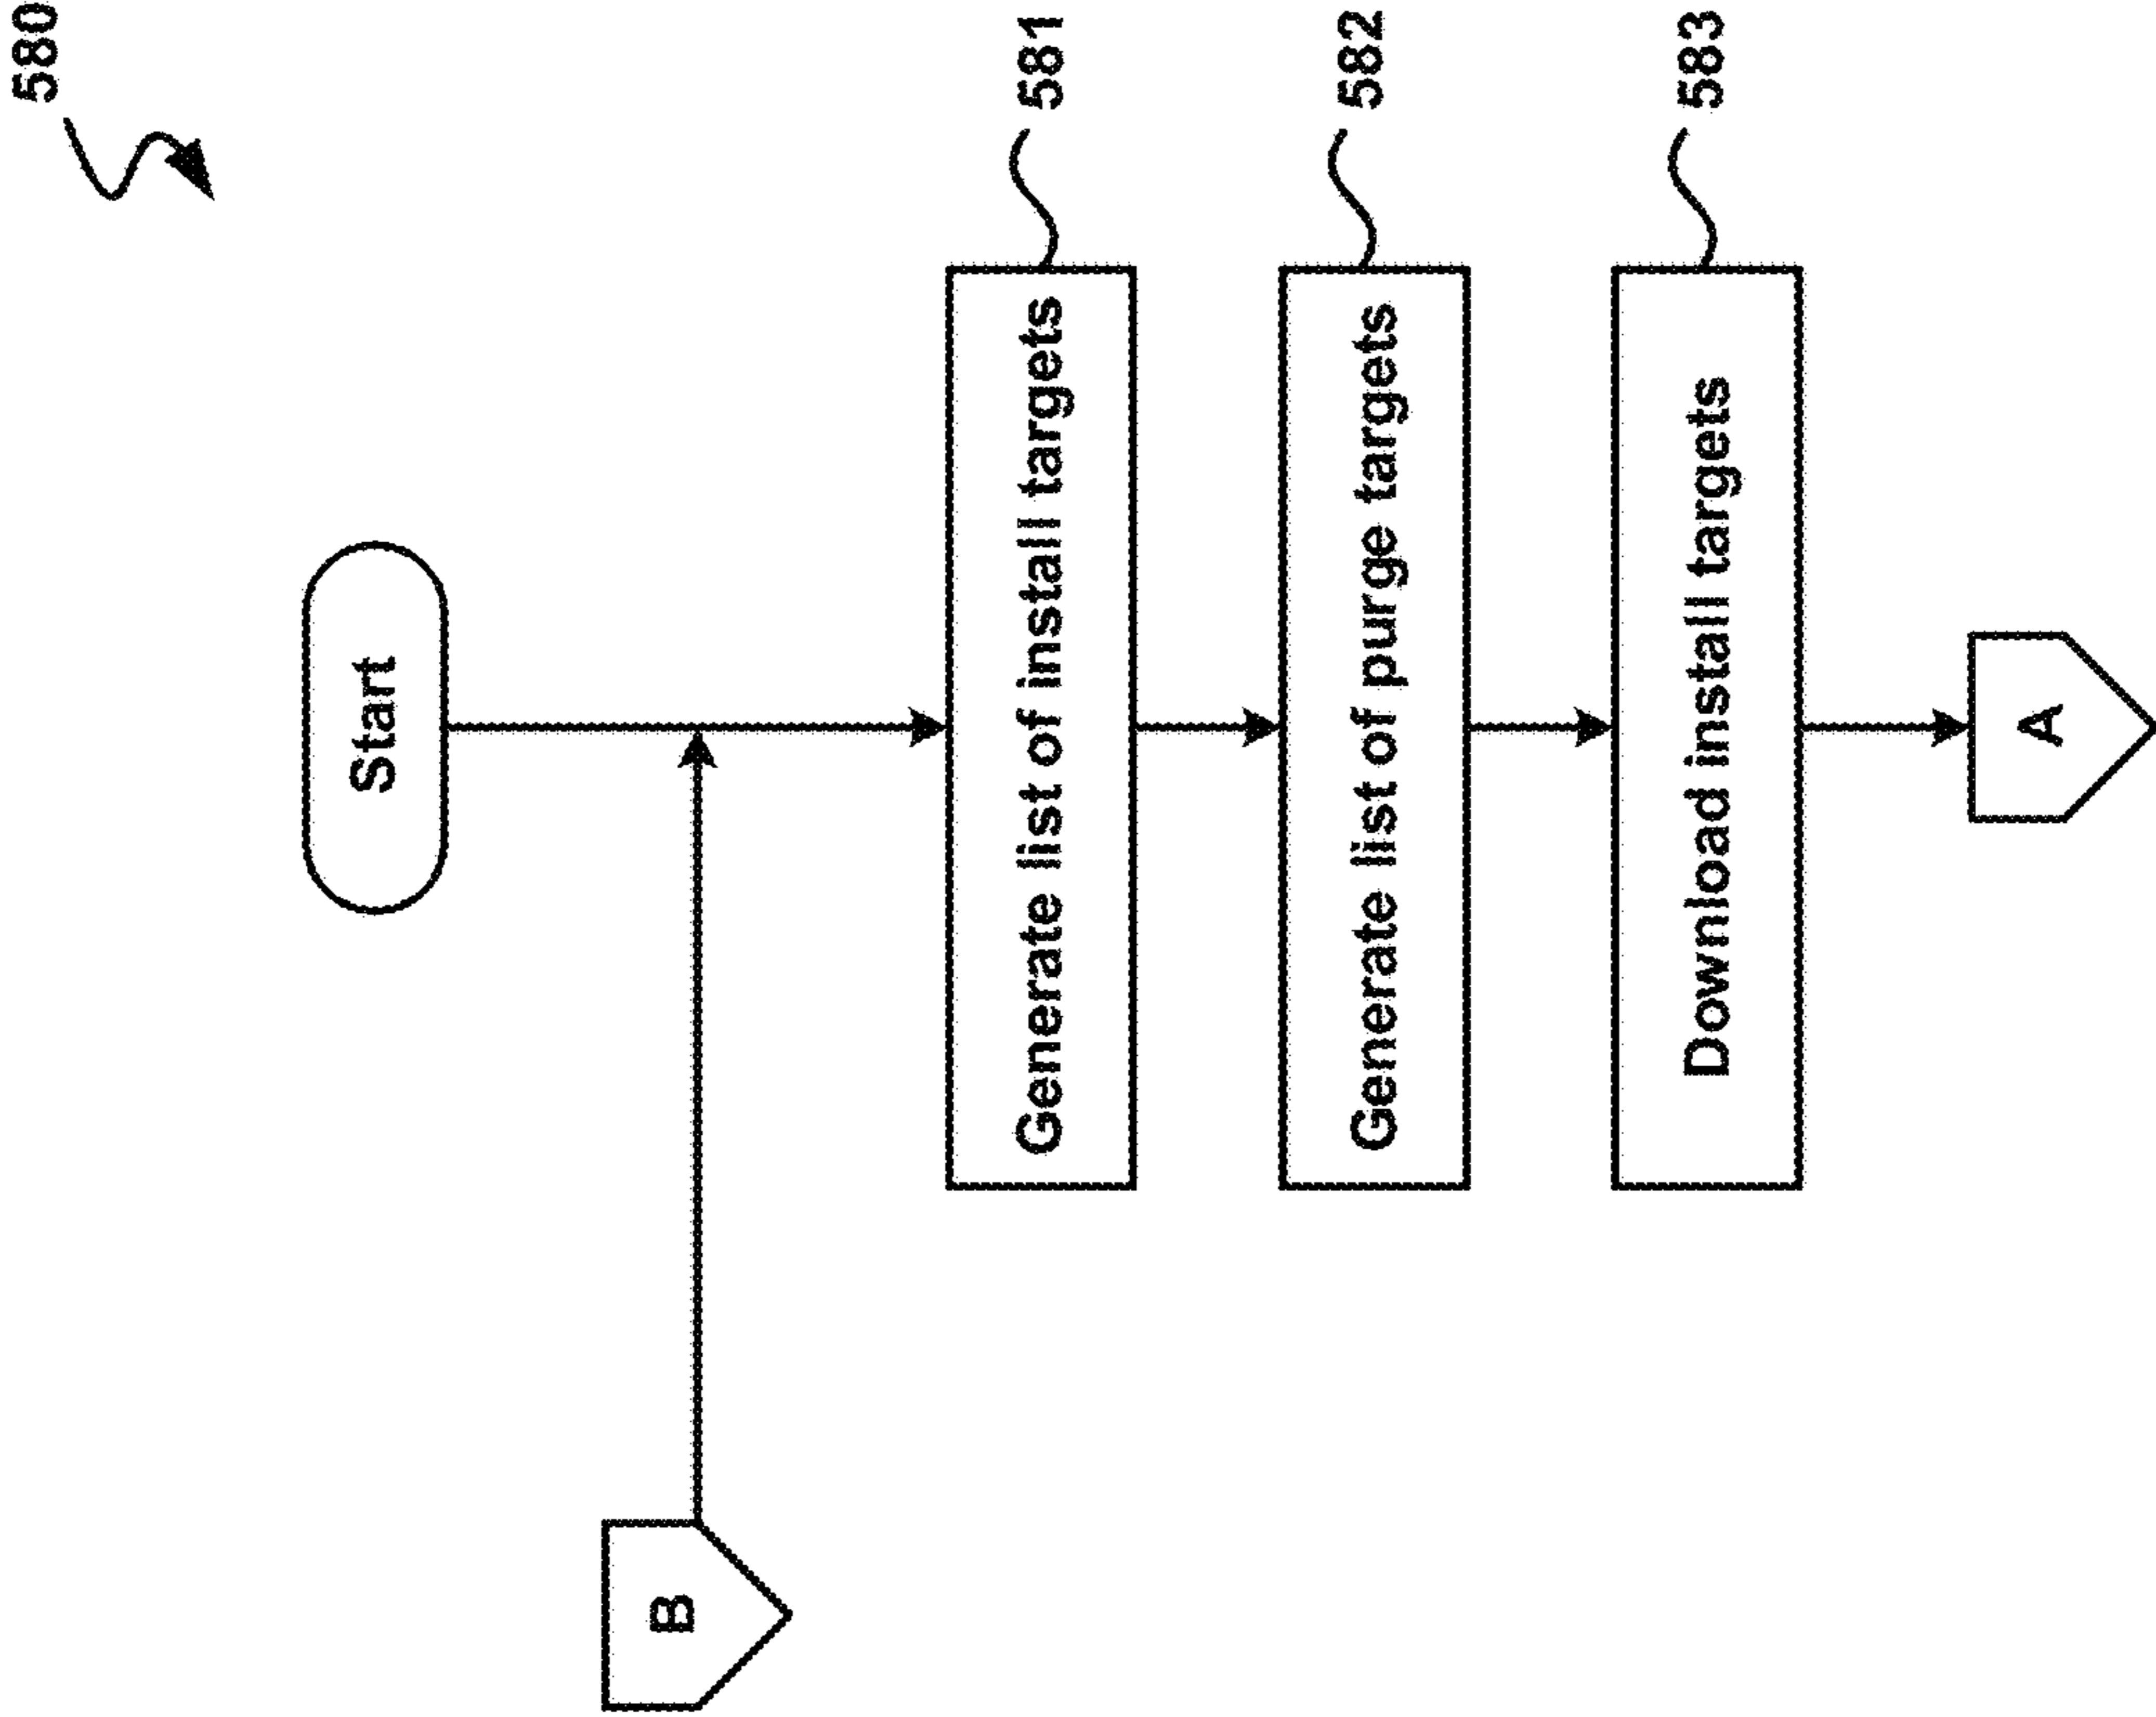 580
Start
B
Generate list of install targets
581
Generate list of purge targets
582
Download install targets
583
A